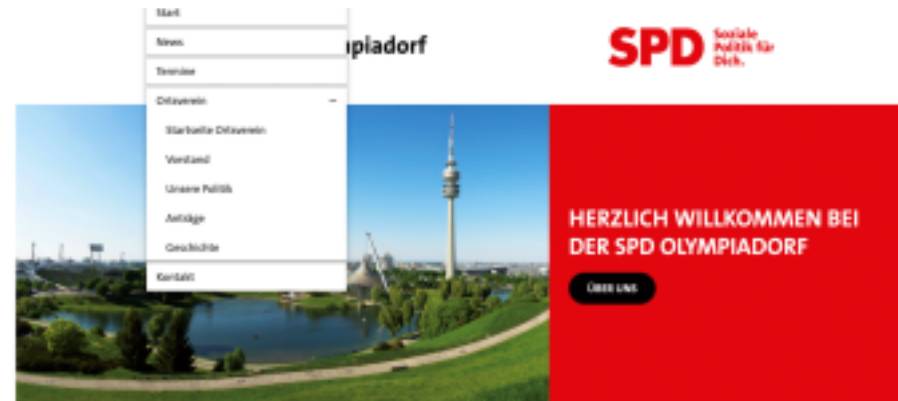 Start
News
Termine
Ortsverein –
Startseite Ortsverein
Vorstand
Unsere Politik
Anträge
Geschichte
Kontakt
mpiadorf
SPD
Soziale
Politik für
Dich.
HERZLICH WILLKOMMEN BEI
DER SPD OLYMPIADORF
ÜBER UNS